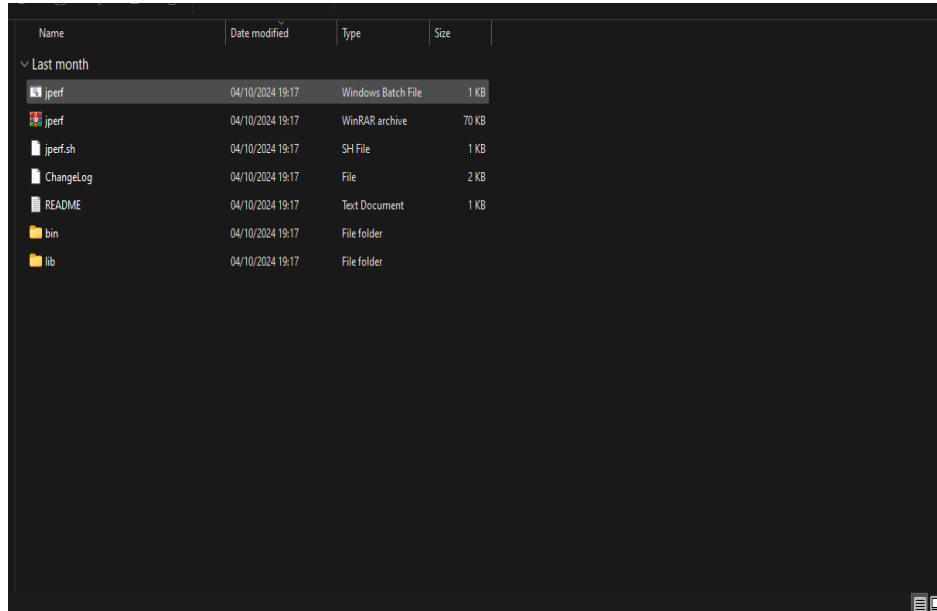 Name Date modified Type Size
Last month
jperf 04/10/2024 19:17 Windows Batch File 1 KB
jperf 04/10/2024 19:17 WinRAR archive 70 KB
jperf.sh 04/10/2024 19:17 SH File 1 KB
ChangeLog 04/10/2024 19:17 File 2 KB
README 04/10/2024 19:17 Text Document 1 KB
bin 04/10/2024 19:17 File folder
lib 04/10/2024 19:17 File folder